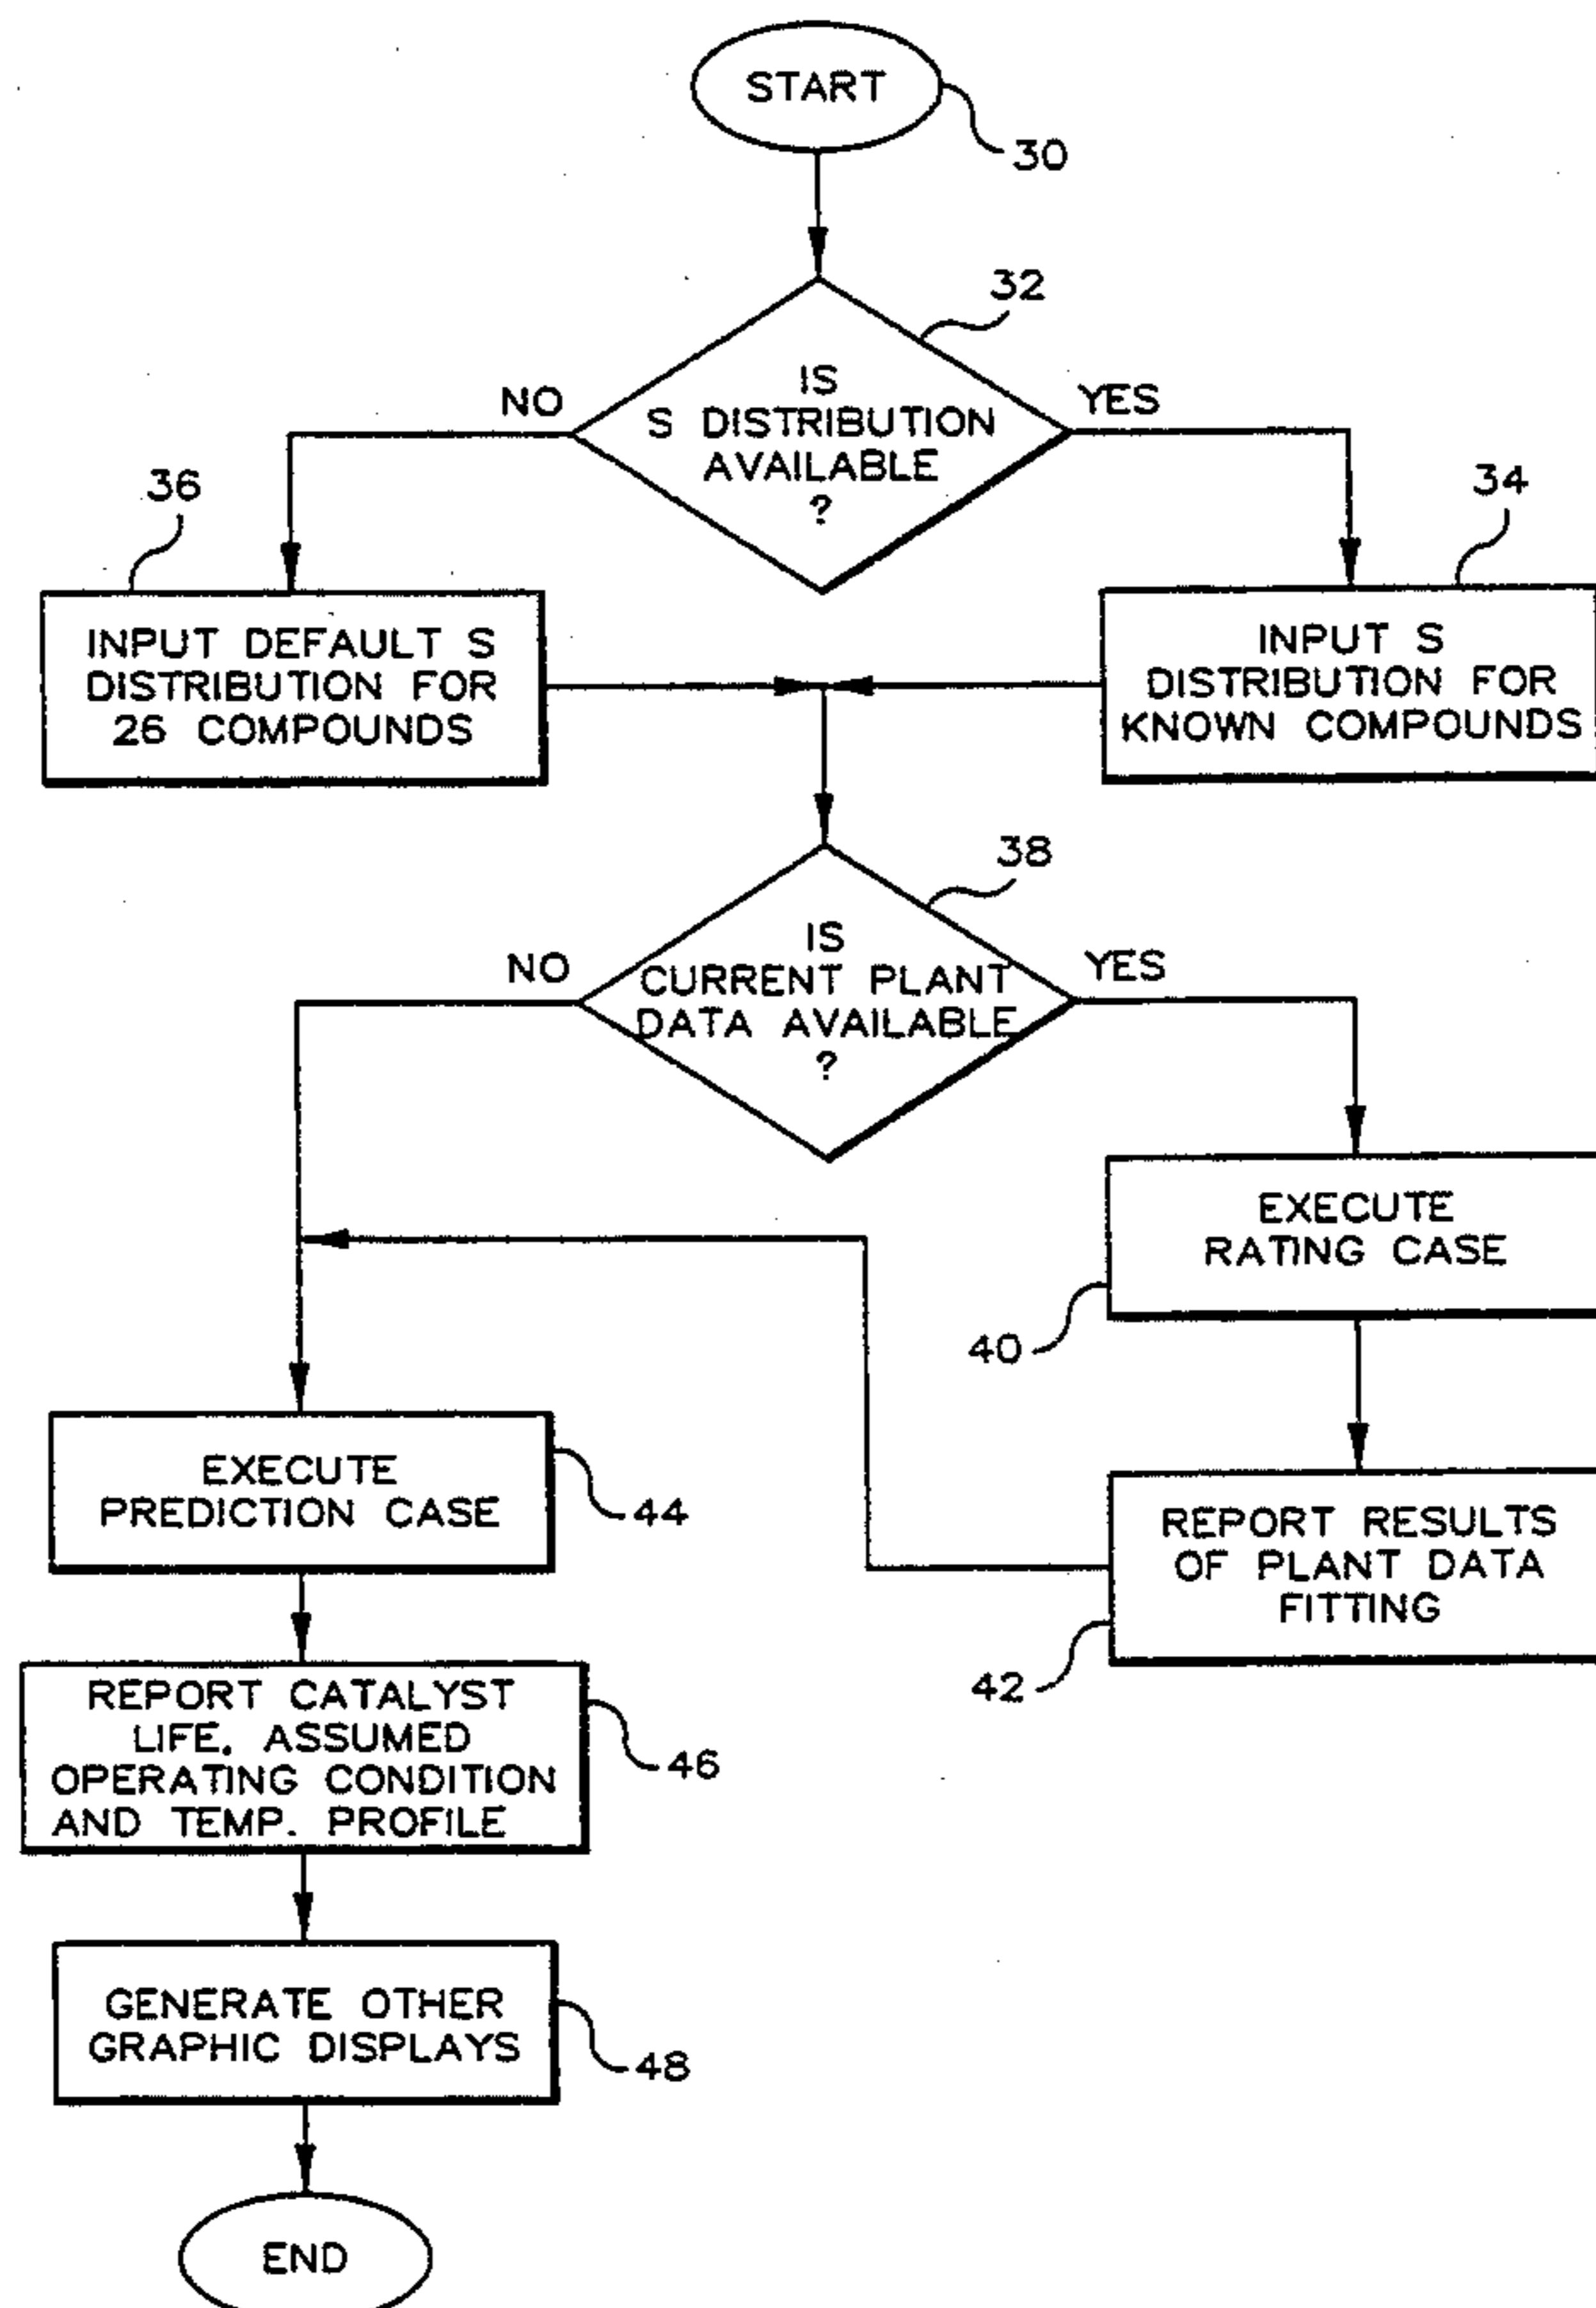 START
30
32
IS
S DISTRIBUTION
AVAILABLE
?
NO
YES
36
34
INPUT DEFAULT S
DISTRIBUTION FOR
26 COMPOUNDS
INPUT S
DISTRIBUTION FOR
KNOWN COMPOUNDS
38
IS
CURRENT PLANT
DATA AVAILABLE
?
NO
YES
EXECUTE
RATING CASE
40
EXECUTE
PREDICTION CASE
44
REPORT RESULTS
OF PLANT DATA
FITTING
42
REPORT CATALYST
LIFE. ASSUMED
OPERATING CONDITION
AND TEMP. PROFILE
46
GENERATE OTHER
GRAPHIC DISPLAYS
48
END